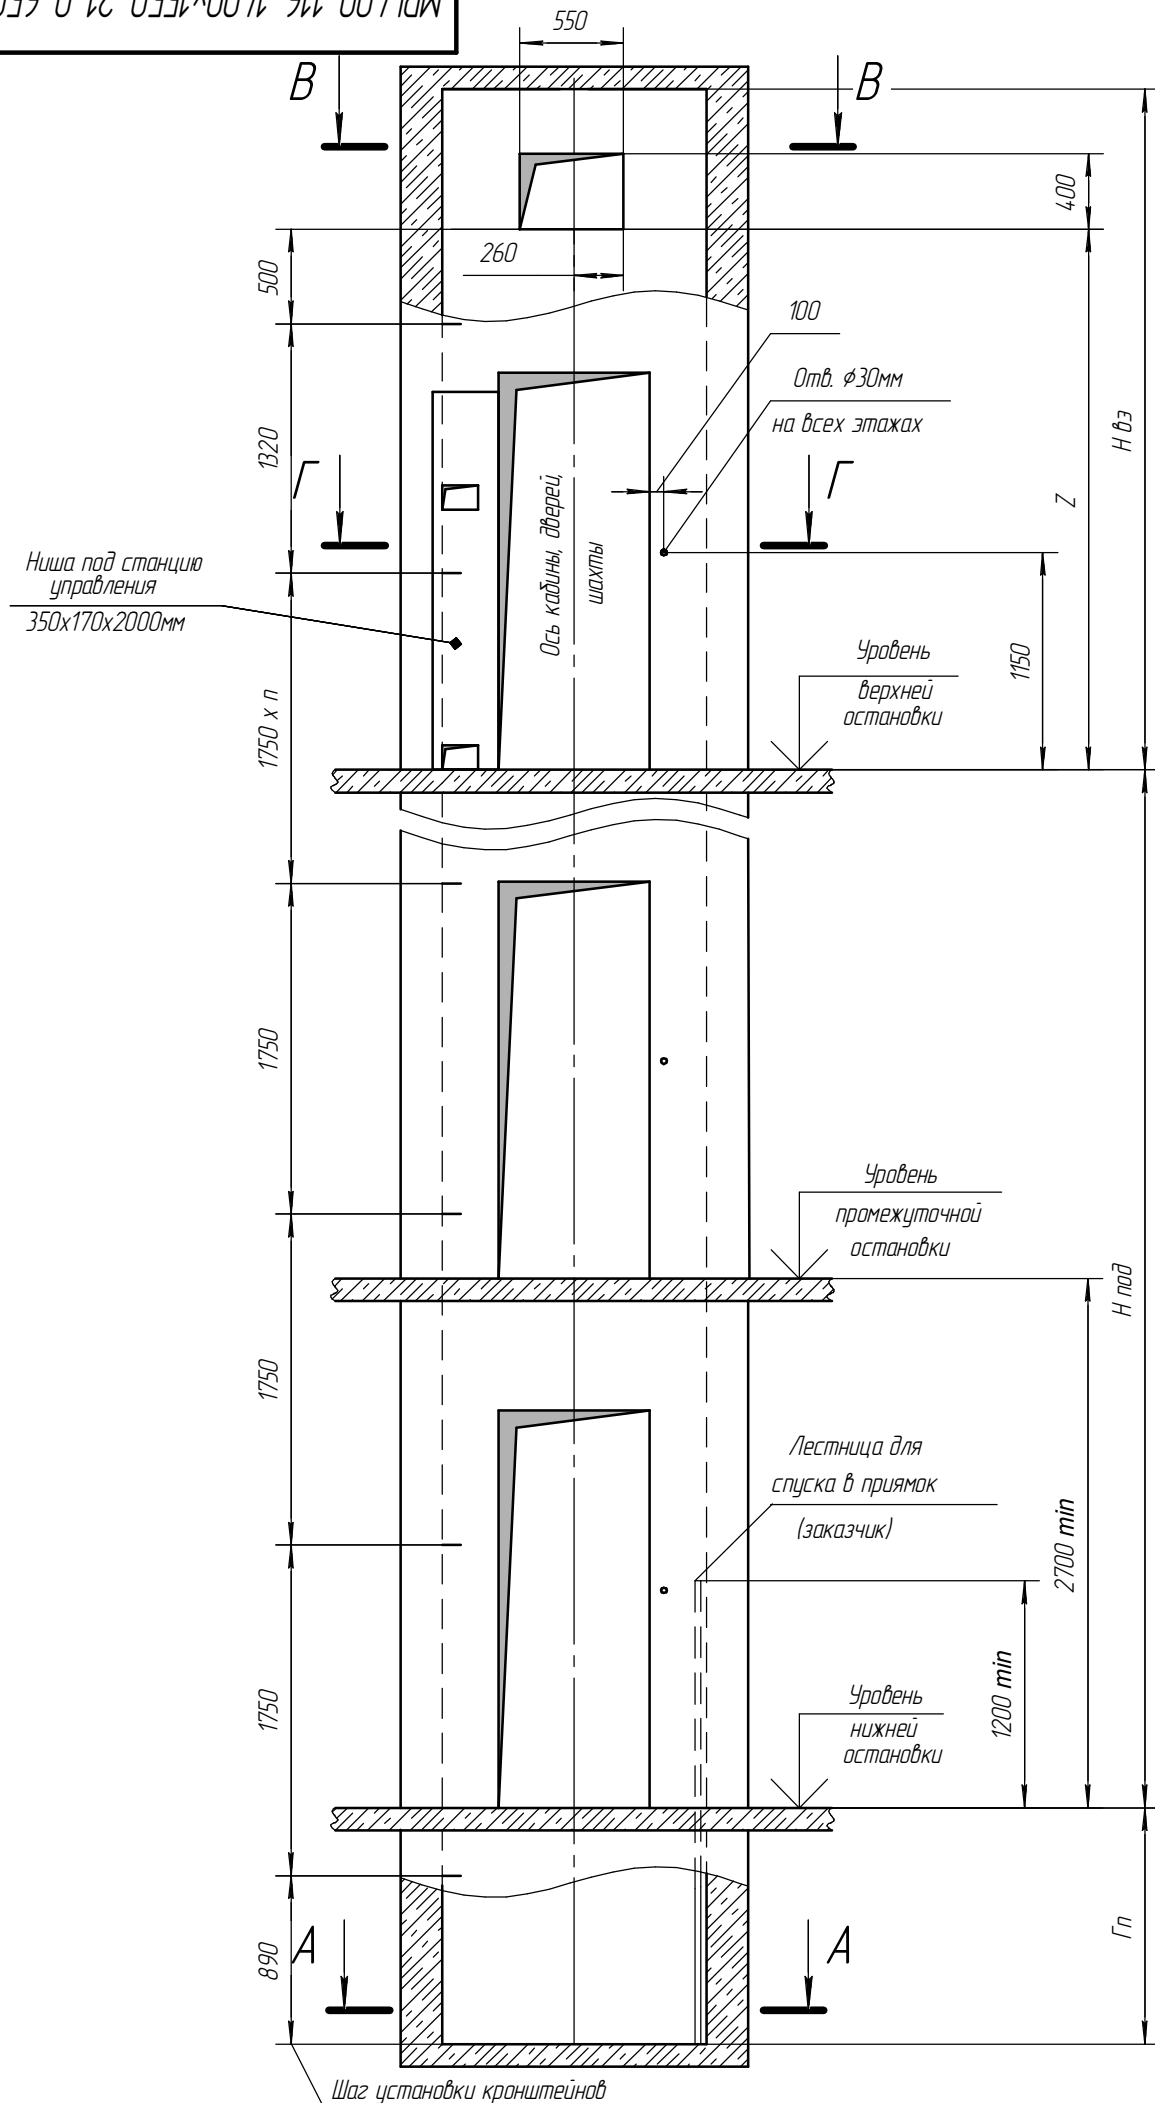 550
В
В
400
260
500
100
Отв. ϕ30мм
на всех этажах
Н вэ
1320
Г
Г
Z
Ось кабины, дверей,
шахты
Ниша под станцию
управления
350х170х2000мм
1150
Уровень
верхней
остановки
1750 х n
1750
Уровень
промежуточной
остановки
Н под
1750
Лестница для
спуска в приямок
(заказчик)
2700 min
1200 min
1750
Уровень
нижней
остановки
Гп
890
А
А
Шаг установки кронштейнов